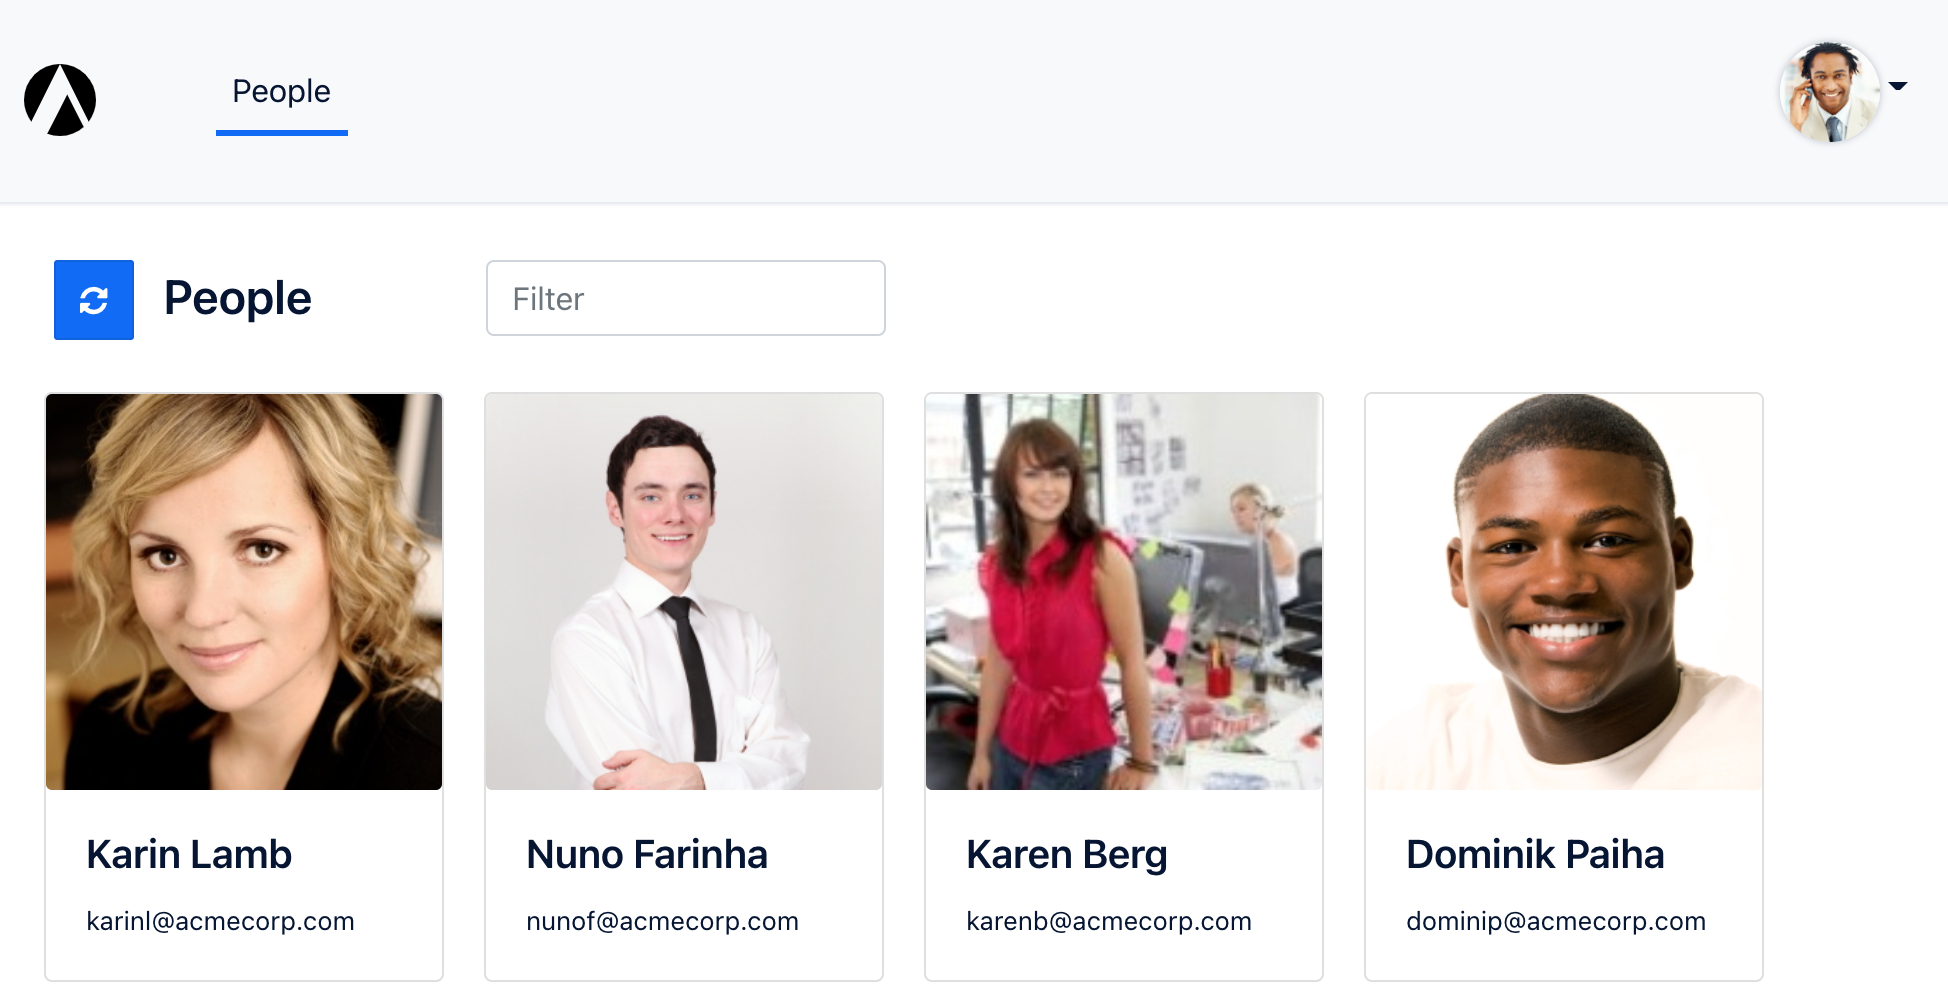 People
People
Filter
Karin Lamb
karinl@acmecorp.com
Nuno Farinha
nunof@acmecorp.com
Karen Berg
karenb@acmecorp.com
Dominik Paiha
dominip@acmecorp.com